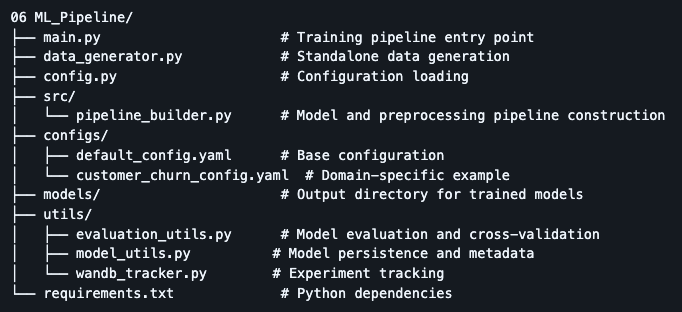 06 ML_Pipeline/
├── main.py                   # Training pipeline entry point
├── data_generator.py         # Standalone data generation
├── config.py                 # Configuration loading
├── src/
│   └── pipeline_builder.py   # Model and preprocessing pipeline construction
├── configs/
│   ├── default_config.yaml   # Base configuration
│   └── customer_churn_config.yaml  # Domain-specific example
├── models/                   # Output directory for trained models
├── utils/
│   ├── evaluation_utils.py   # Model evaluation and cross-validation
│   ├── model_utils.py       # Model persistence and metadata
│   └── wandb_tracker.py     # Experiment tracking
└── requirements.txt          # Python dependencies